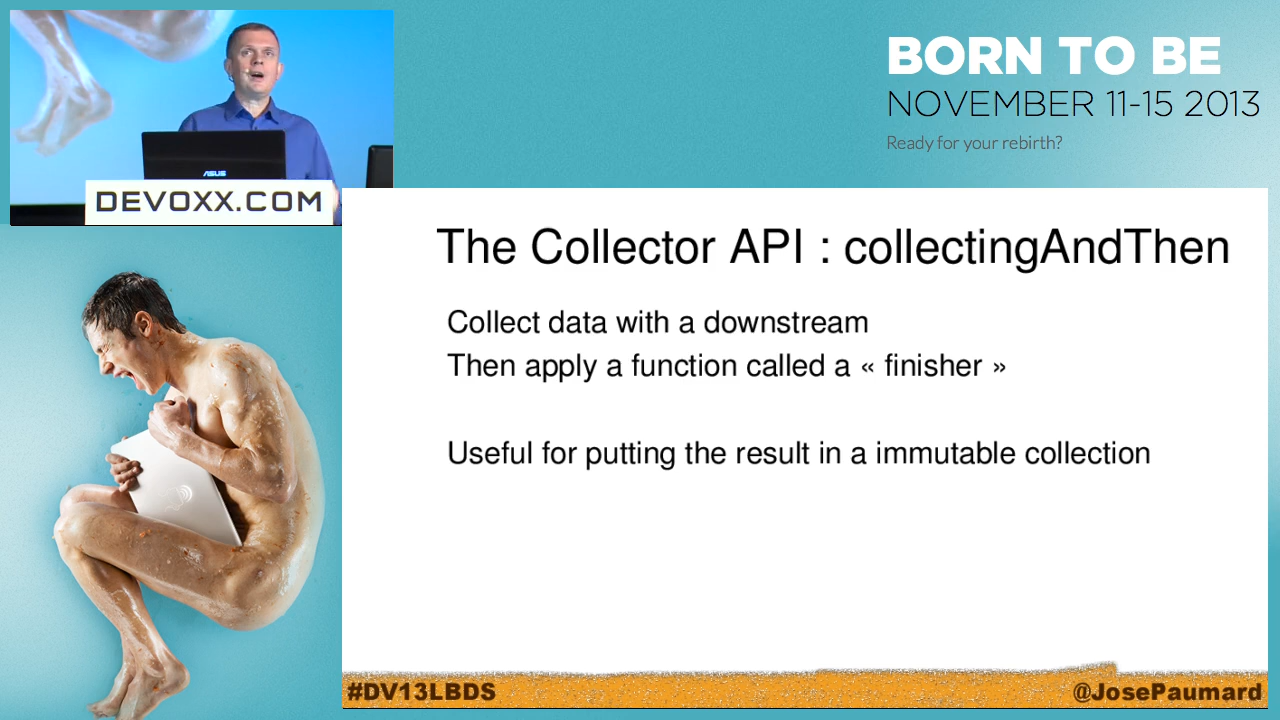 BORN TO BE
NOVEMBER 11-15 2013
Ready for your rebirth?
ASUS
DEVOXX.COM
The Collector API : collectingAndThen
Collect data with a downstream
Then apply a function called a « finisher »
Useful for putting the result in a immutable collection
#DV13LBDS
@JosePaumard